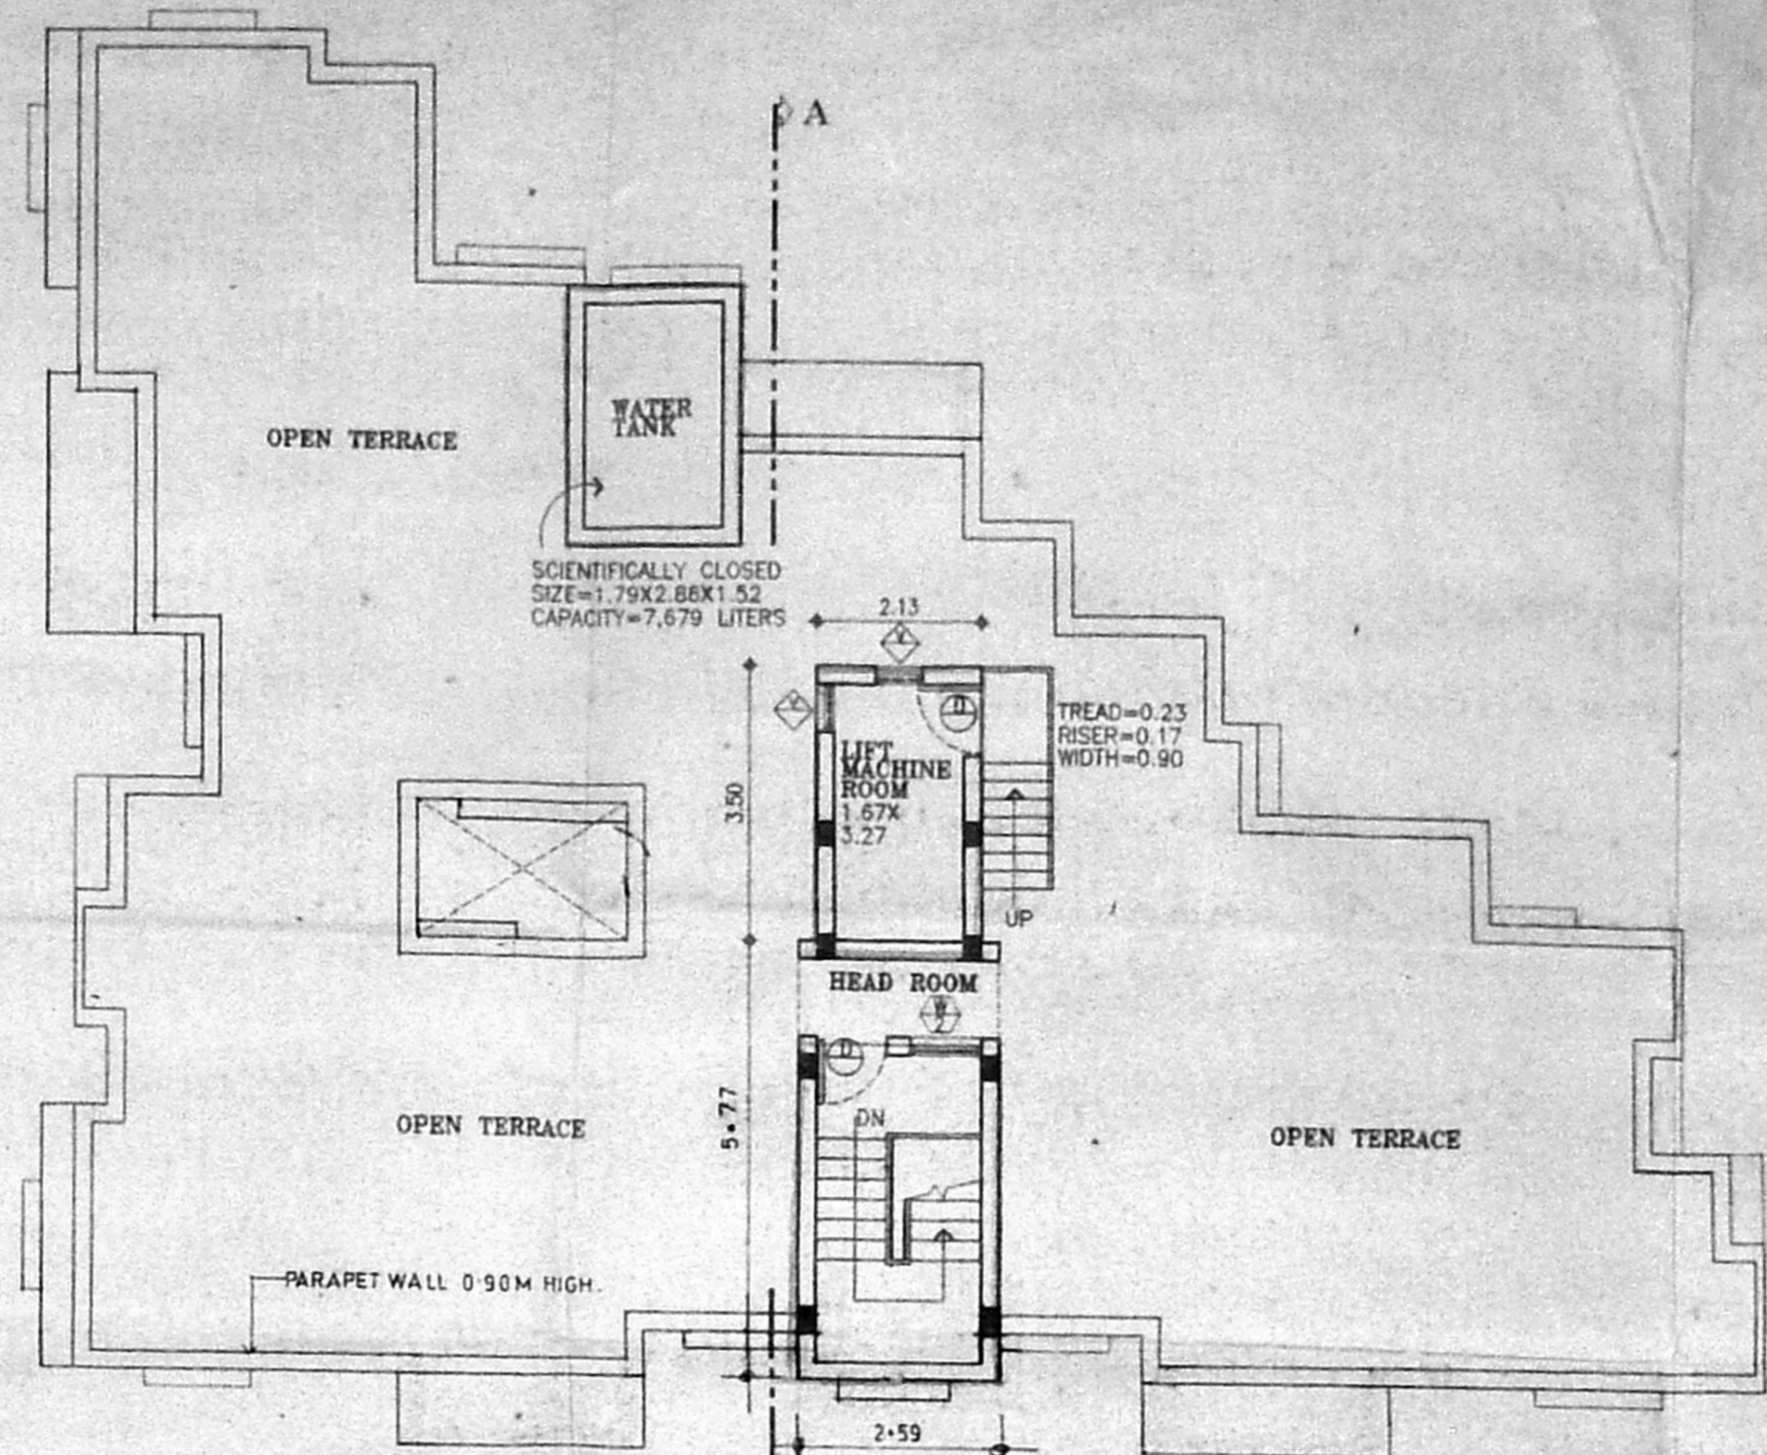 A
OPEN TERRACE
WATER
TANK
SCIENTIFICALLY CLOSED
SIZE=1.79X2.86X1.52
CAPACITY=7,679 LITERS
2.13
V
V
D
TREAD=0.23
RISER=0.17
WIDTH=0.90
LIFT
MACHINE
ROOM
1.67X
3.27
3.50
UP
HEAD ROOM
W
2
D
DN
5.77
OPEN TERRACE
OPEN TERRACE
PARAPET WALL 0.90M HIGH.
2.59